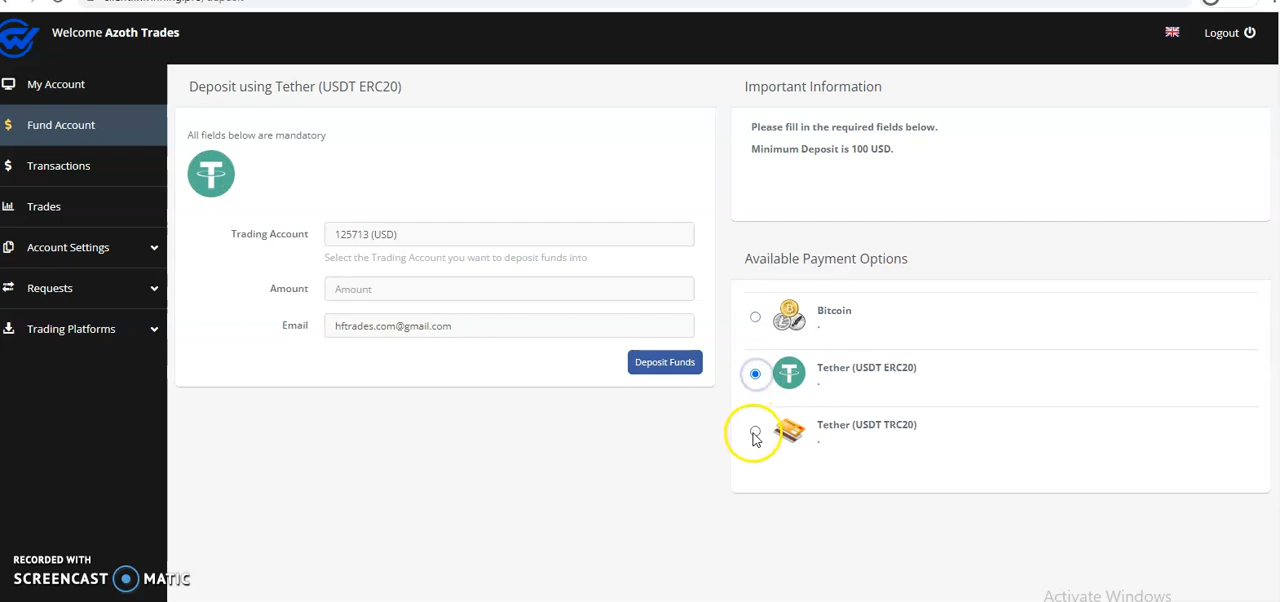 Welcome Azoth Trades
Logout
My Account
Fund Account
Transactions
Trades
Account Settings
Requests
Trading Platforms
Deposit using Tether (USDT ERC20)
All fields below are mandatory
Trading Account 125713 (USD)
Select the Trading Account you want to deposit funds into
Amount Amount
Email hftrades.com@gmail.com
Deposit Funds
Important Information
Please fill in the required fields below.
Minimum Deposit is 100 USD.
Available Payment Options
Bitcoin
.
Tether (USDT ERC20)
.
Tether (USDT TRC20)
.
RECORDED WITH
SCREENCAST MATIC
Activate Windows